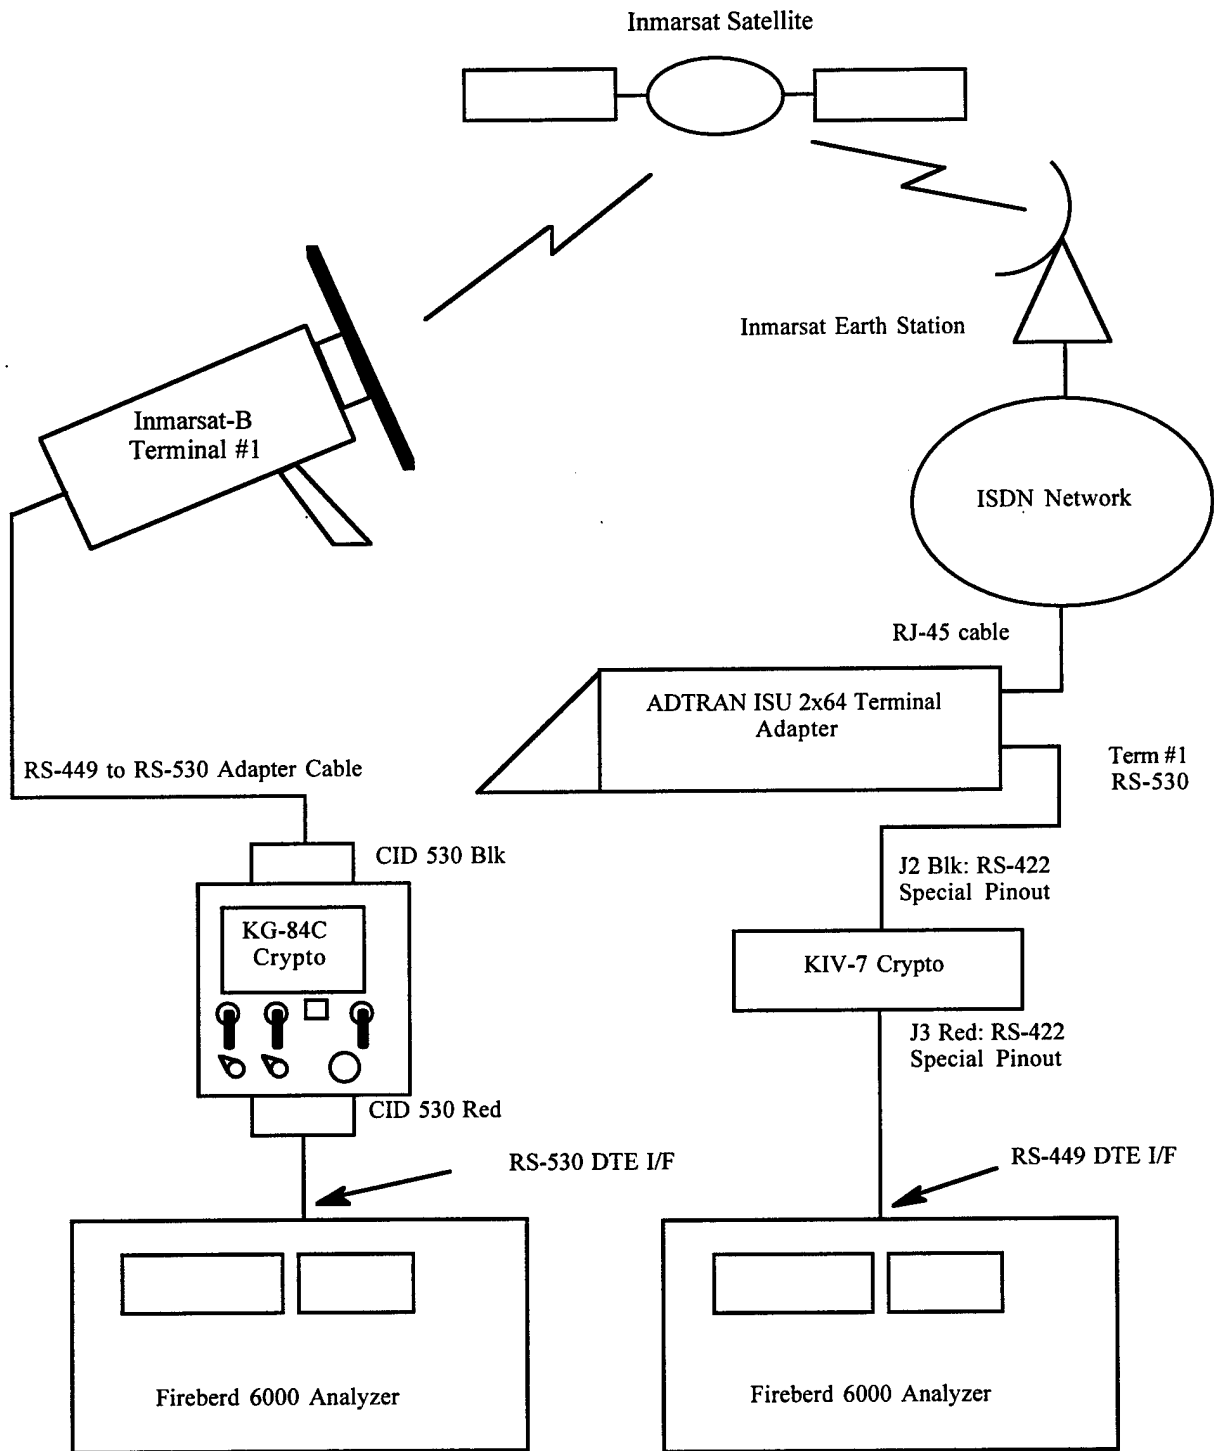 Inmarsat Satellite
Inmarsat Earth Station
Inmarsat-B
Terminal #1
ISDN Network
RJ-45 cable
ADTRAN ISU 2x64 Terminal
Adapter
Term #1
RS-530
RS-449 to RS-530 Adapter Cable
CID 530 Blk
J2 Blk: RS-422
Special Pinout
KG-84C
Crypto
KIV-7 Crypto
J3 Red: RS-422
Special Pinout
CID 530 Red
RS-530 DTE I/F
RS-449 DTE I/F
Fireberd 6000 Analyzer
Fireberd 6000 Analyzer